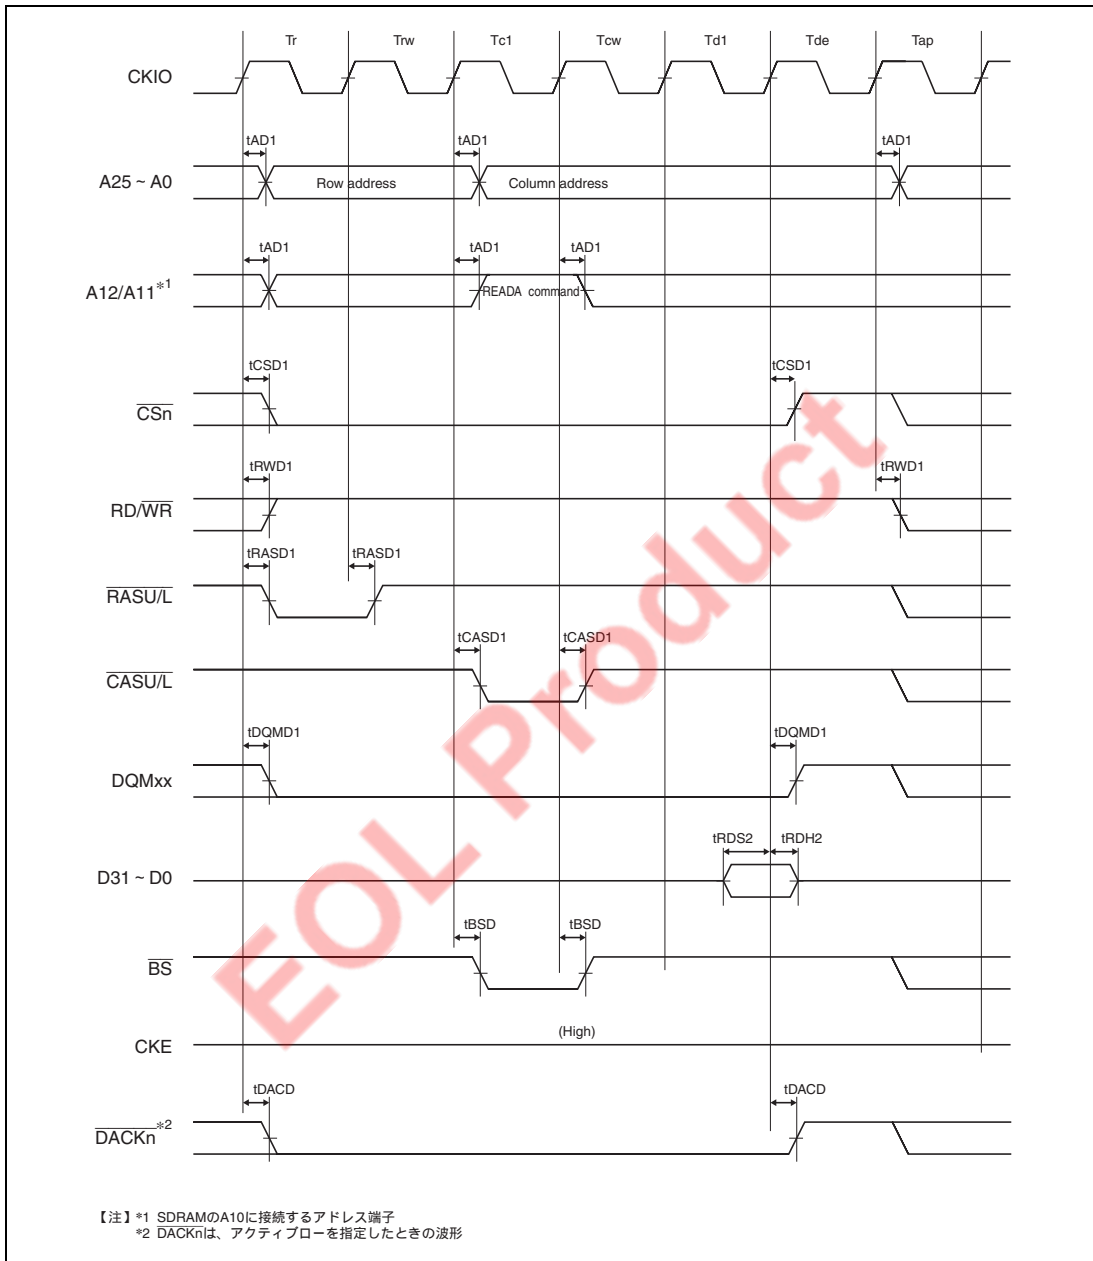 Tr Trw Tc1 Tcw Td1 Tde Tap
CKIO
tAD1 tAD1 tAD1
A25 ~ A0 Row address Column address
tAD1 tAD1 tAD1
A12/A11*1 READA command
tCSD1 tCSD1
CSn
tRWD1 tRWD1
RD/WR
tRASD1 tRASD1
RASU/L
tCASD1 tCASD1
CASU/L
tDQMD1 tDQMD1
DQMxx
tRDS2 tRDH2
D31 ~ D0
tBSD tBSD
BS
(High)
CKE
tDACD tDACD
DACKn*2
EOL Product
【注】*1 SDRAMのA10に接続するアドレス端子
*2 DACKnは、アクティブローを指定したときの波形